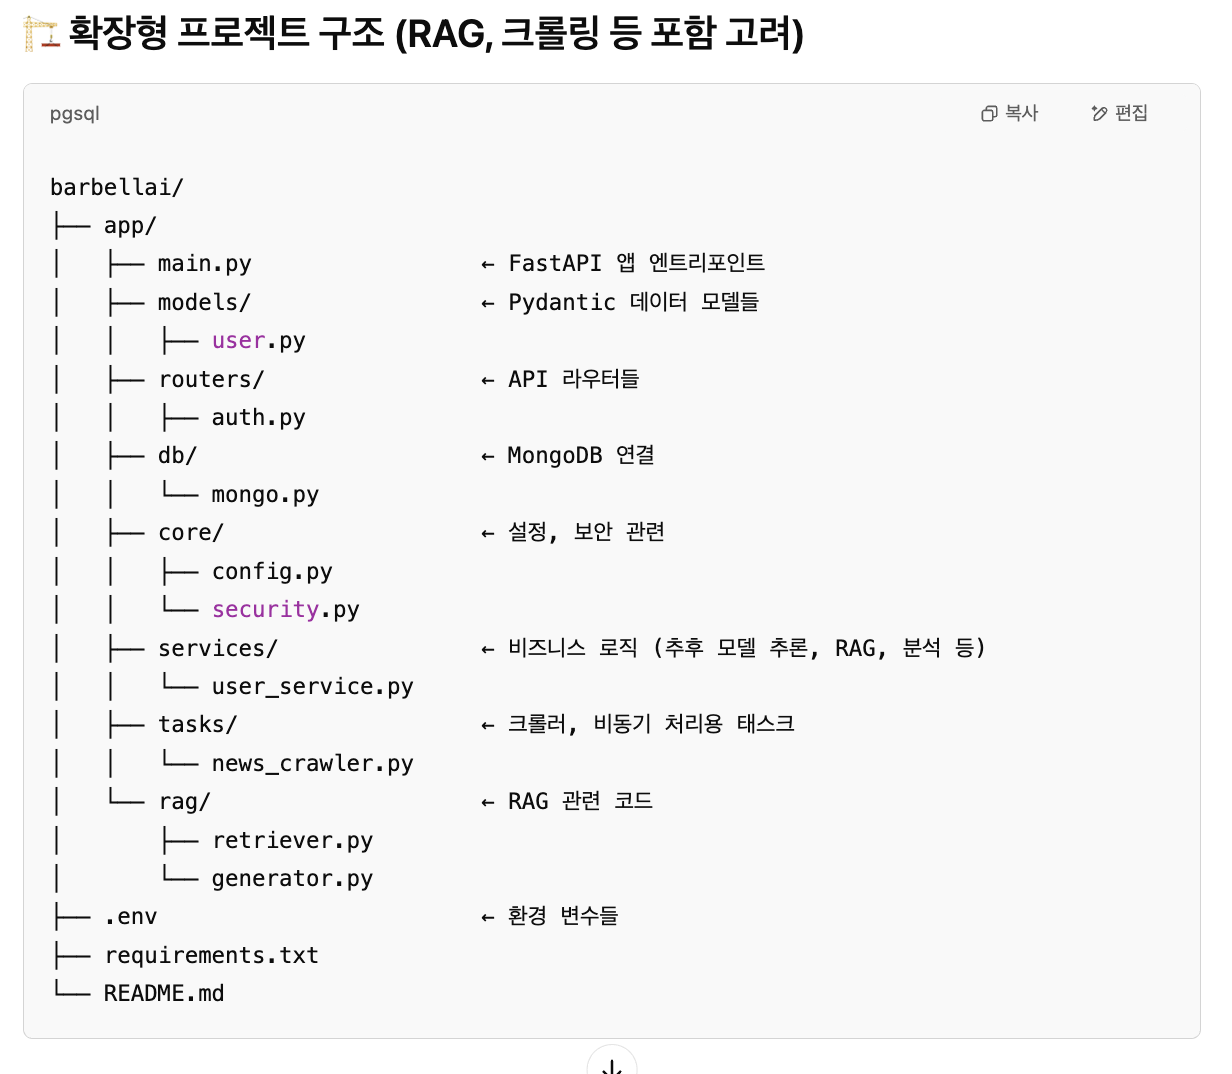 🏗️ 확장형 프로젝트 구조 (RAG, 크롤링 등 포함 고려)
pgsql 복사 편집
barbellai/
├── app/
│   ├── main.py                 ← FastAPI 앱 엔트리포인트
│   ├── models/                 ← Pydantic 데이터 모델들
│   │   ├── user.py
│   ├── routers/                ← API 라우터들
│   │   ├── auth.py
│   ├── db/                     ← MongoDB 연결
│   │   └── mongo.py
│   ├── core/                   ← 설정, 보안 관련
│   │   ├── config.py
│   │   └── security.py
│   ├── services/               ← 비즈니스 로직 (추후 모델 추론, RAG, 분석 등)
│   │   └── user_service.py
│   ├── tasks/                  ← 크롤러, 비동기 처리용 태스크
│   │   └── news_crawler.py
│   └── rag/                    ← RAG 관련 코드
│       ├── retriever.py
│       └── generator.py
├── .env                        ← 환경 변수들
├── requirements.txt
└── README.md